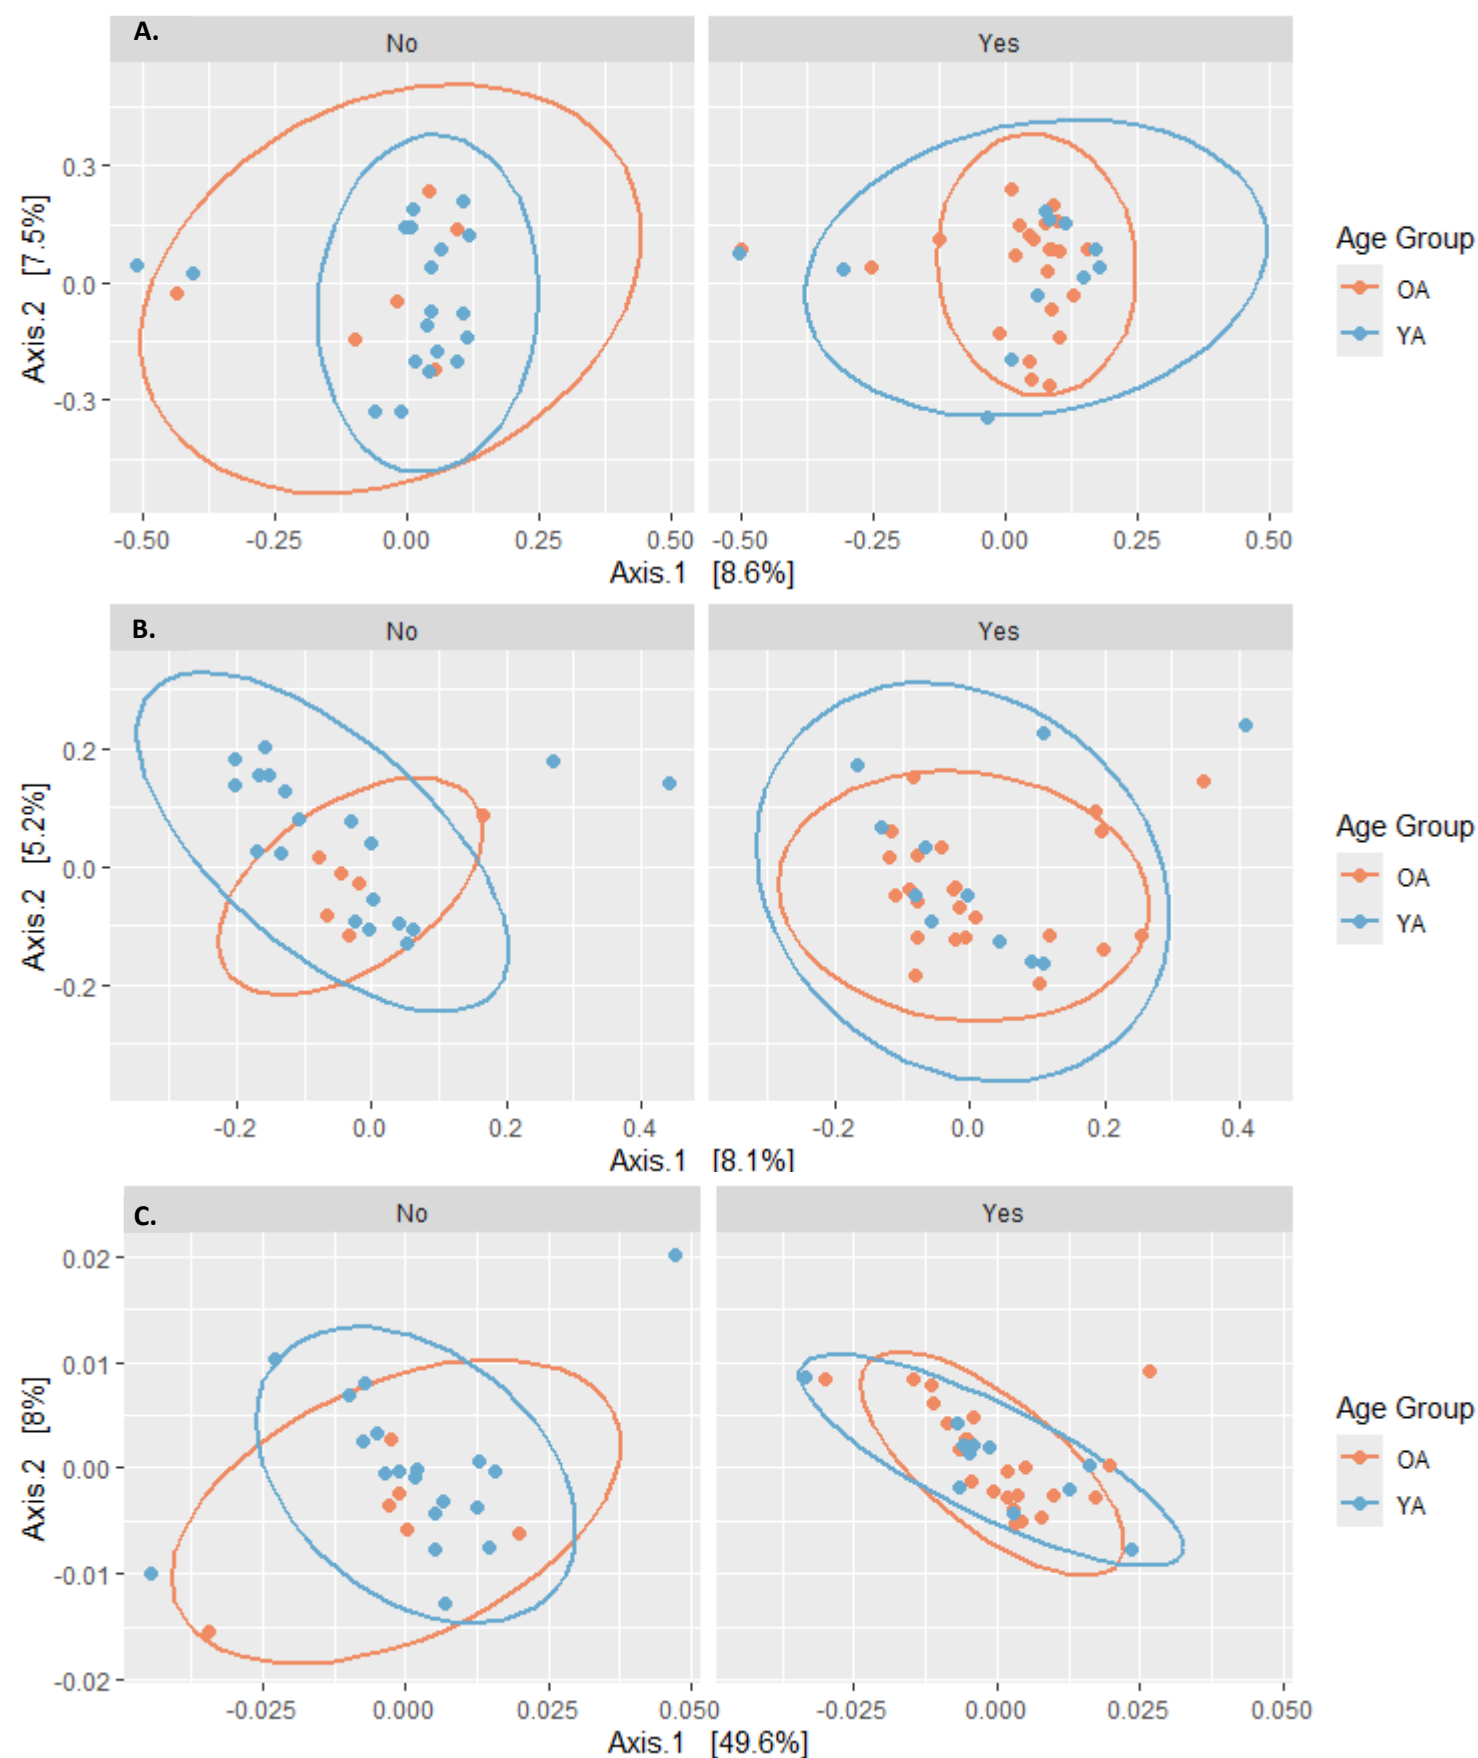 A.
No
Yes
0.3
0.0
-0.3
Axis.2 [7.5%]
-0.50 -0.25 0.00 0.25 0.50 -0.50 -0.25 0.00 0.25 0.50
Axis.1 [8.6%]
Age Group
OA
YA
B.
No
Yes
0.2
0.0
-0.2
Axis.2 [5.2%]
-0.2 0.0 0.2 0.4 -0.2 0.0 0.2 0.4
Axis.1 [8.1%]
Age Group
OA
YA
C.
No
Yes
0.02
0.01
0.00
-0.01
-0.02
Axis.2 [8%]
-0.025 0.000 0.025 0.050 -0.025 0.000 0.025 0.050
Axis.1 [49.6%]
Age Group
OA
YA